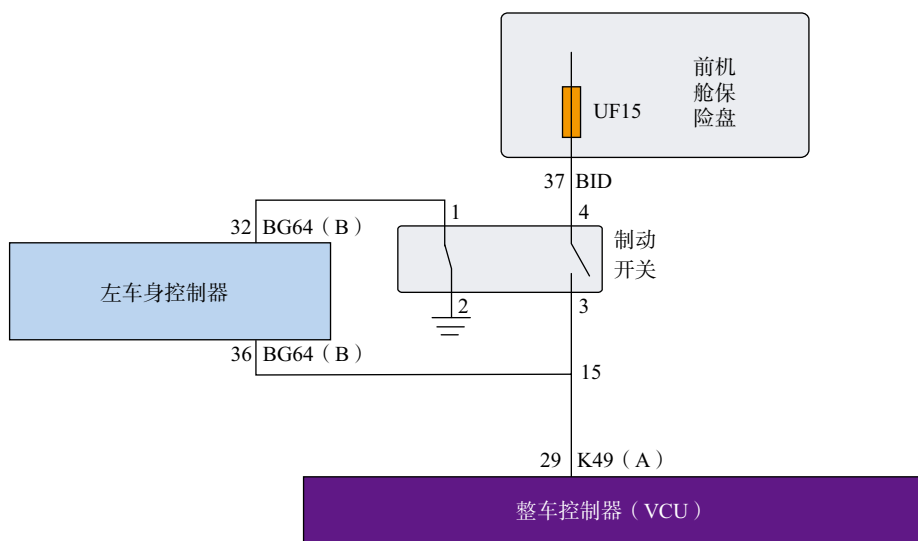 前机
舱保
险盘
UF15
37 BID
1
4
32 BG64（B）
制动
开关
左车身控制器
2
3
36 BG64（B）
15
29 K49（A）
整车控制器（VCU）